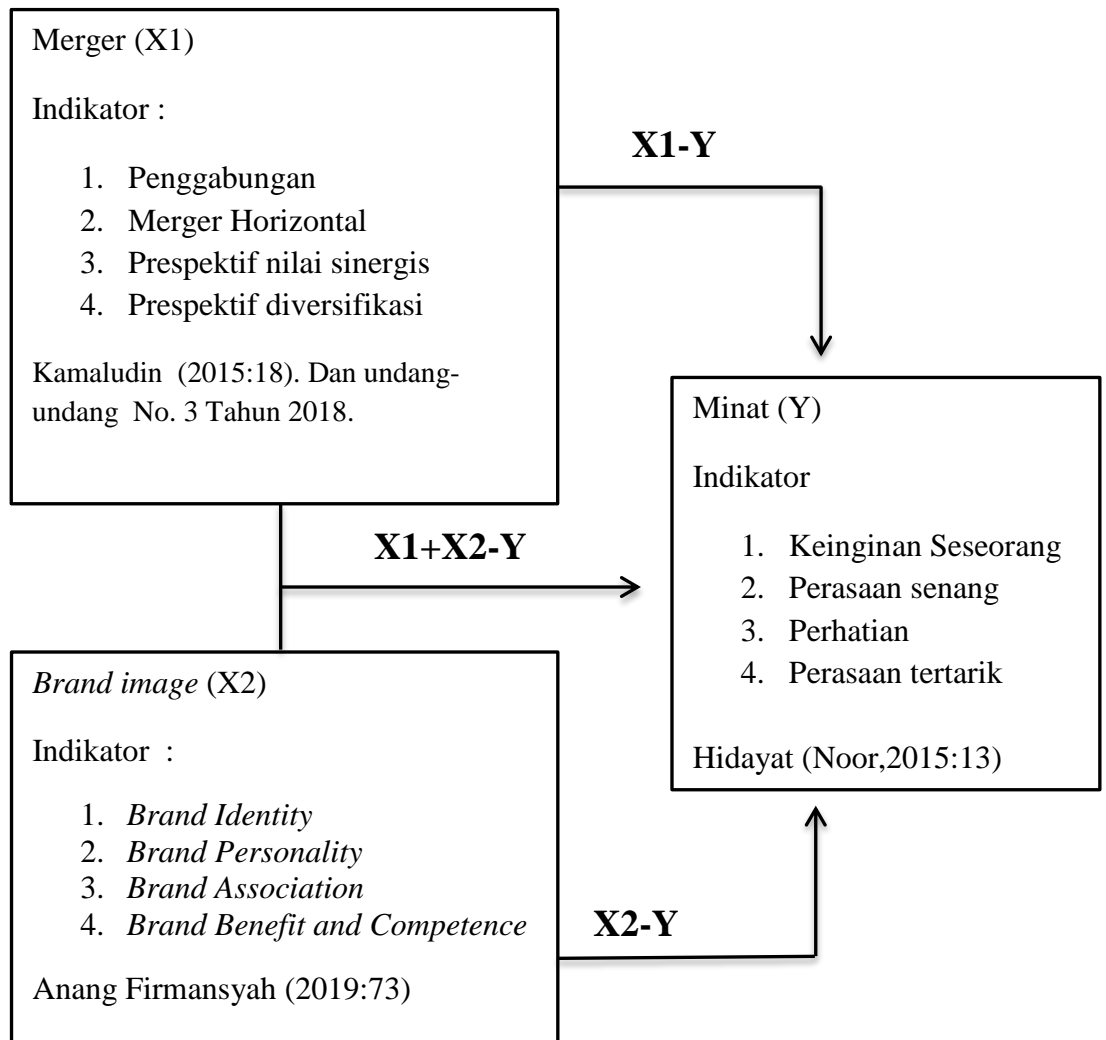 Merger (X1)
Indikator :
1. Penggabungan
2. Merger Horizontal
3. Prespektif nilai sinergis
4. Prespektif diversifikasi
Kamaludin (2015:18). Dan undang-
undang No. 3 Tahun 2018.
X1-Y
Minat (Y)
Indikator
1. Keinginan Seseorang
2. Perasaan senang
3. Perhatian
4. Perasaan tertarik
Hidayat (Noor,2015:13)
X1+X2-Y
Brand image (X2)
Indikator :
1. Brand Identity
2. Brand Personality
3. Brand Association
4. Brand Benefit and Competence
Anang Firmansyah (2019:73)
X2-Y